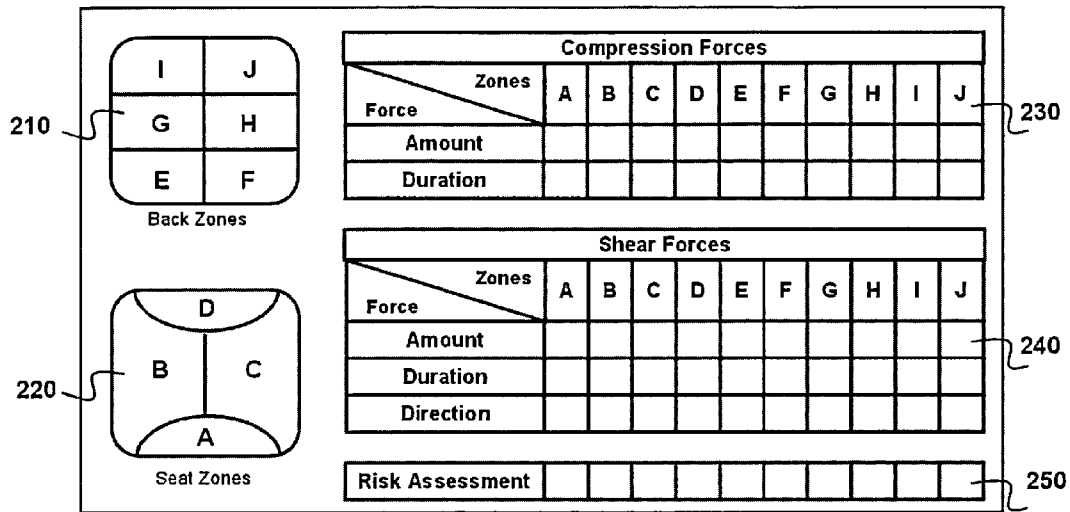 I J
210 G H
E F
Back Zones
D
220 B C
A
Seat Zones
Compression Forces
Zones
Force
A B C D E F G H I J
230
Amount
Duration
Shear Forces
Zones
Force
A B C D E F G H I J
Amount
240
Duration
Direction
Risk Assessment
250